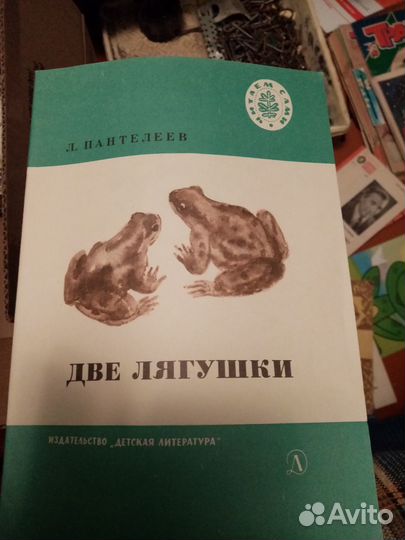 ЧИТАЕМ САМИ
Л. ПАНТЕЛЕЕВ
ДВЕ ЛЯГУШКИ
ИЗДАТЕЛЬСТВО „ДЕТСКАЯ ЛИТЕРАТУРА"
Avito